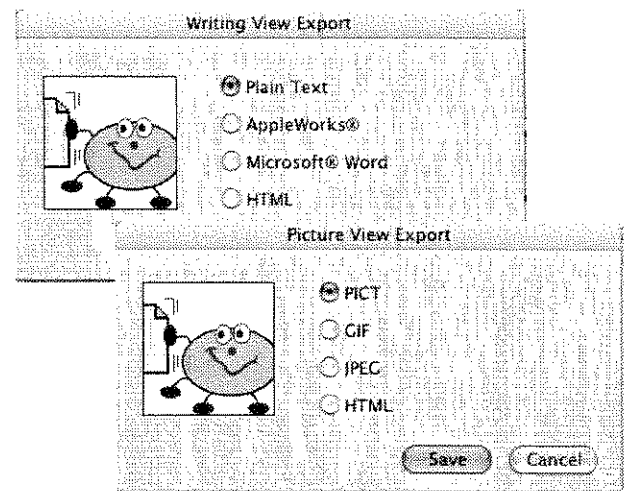 Writing View Export
Plain Text
AppleWorks®
Microsoft® Word
HTML
Picture View Export
PICT
GIF
JPEG
HTML
Save
Cancel